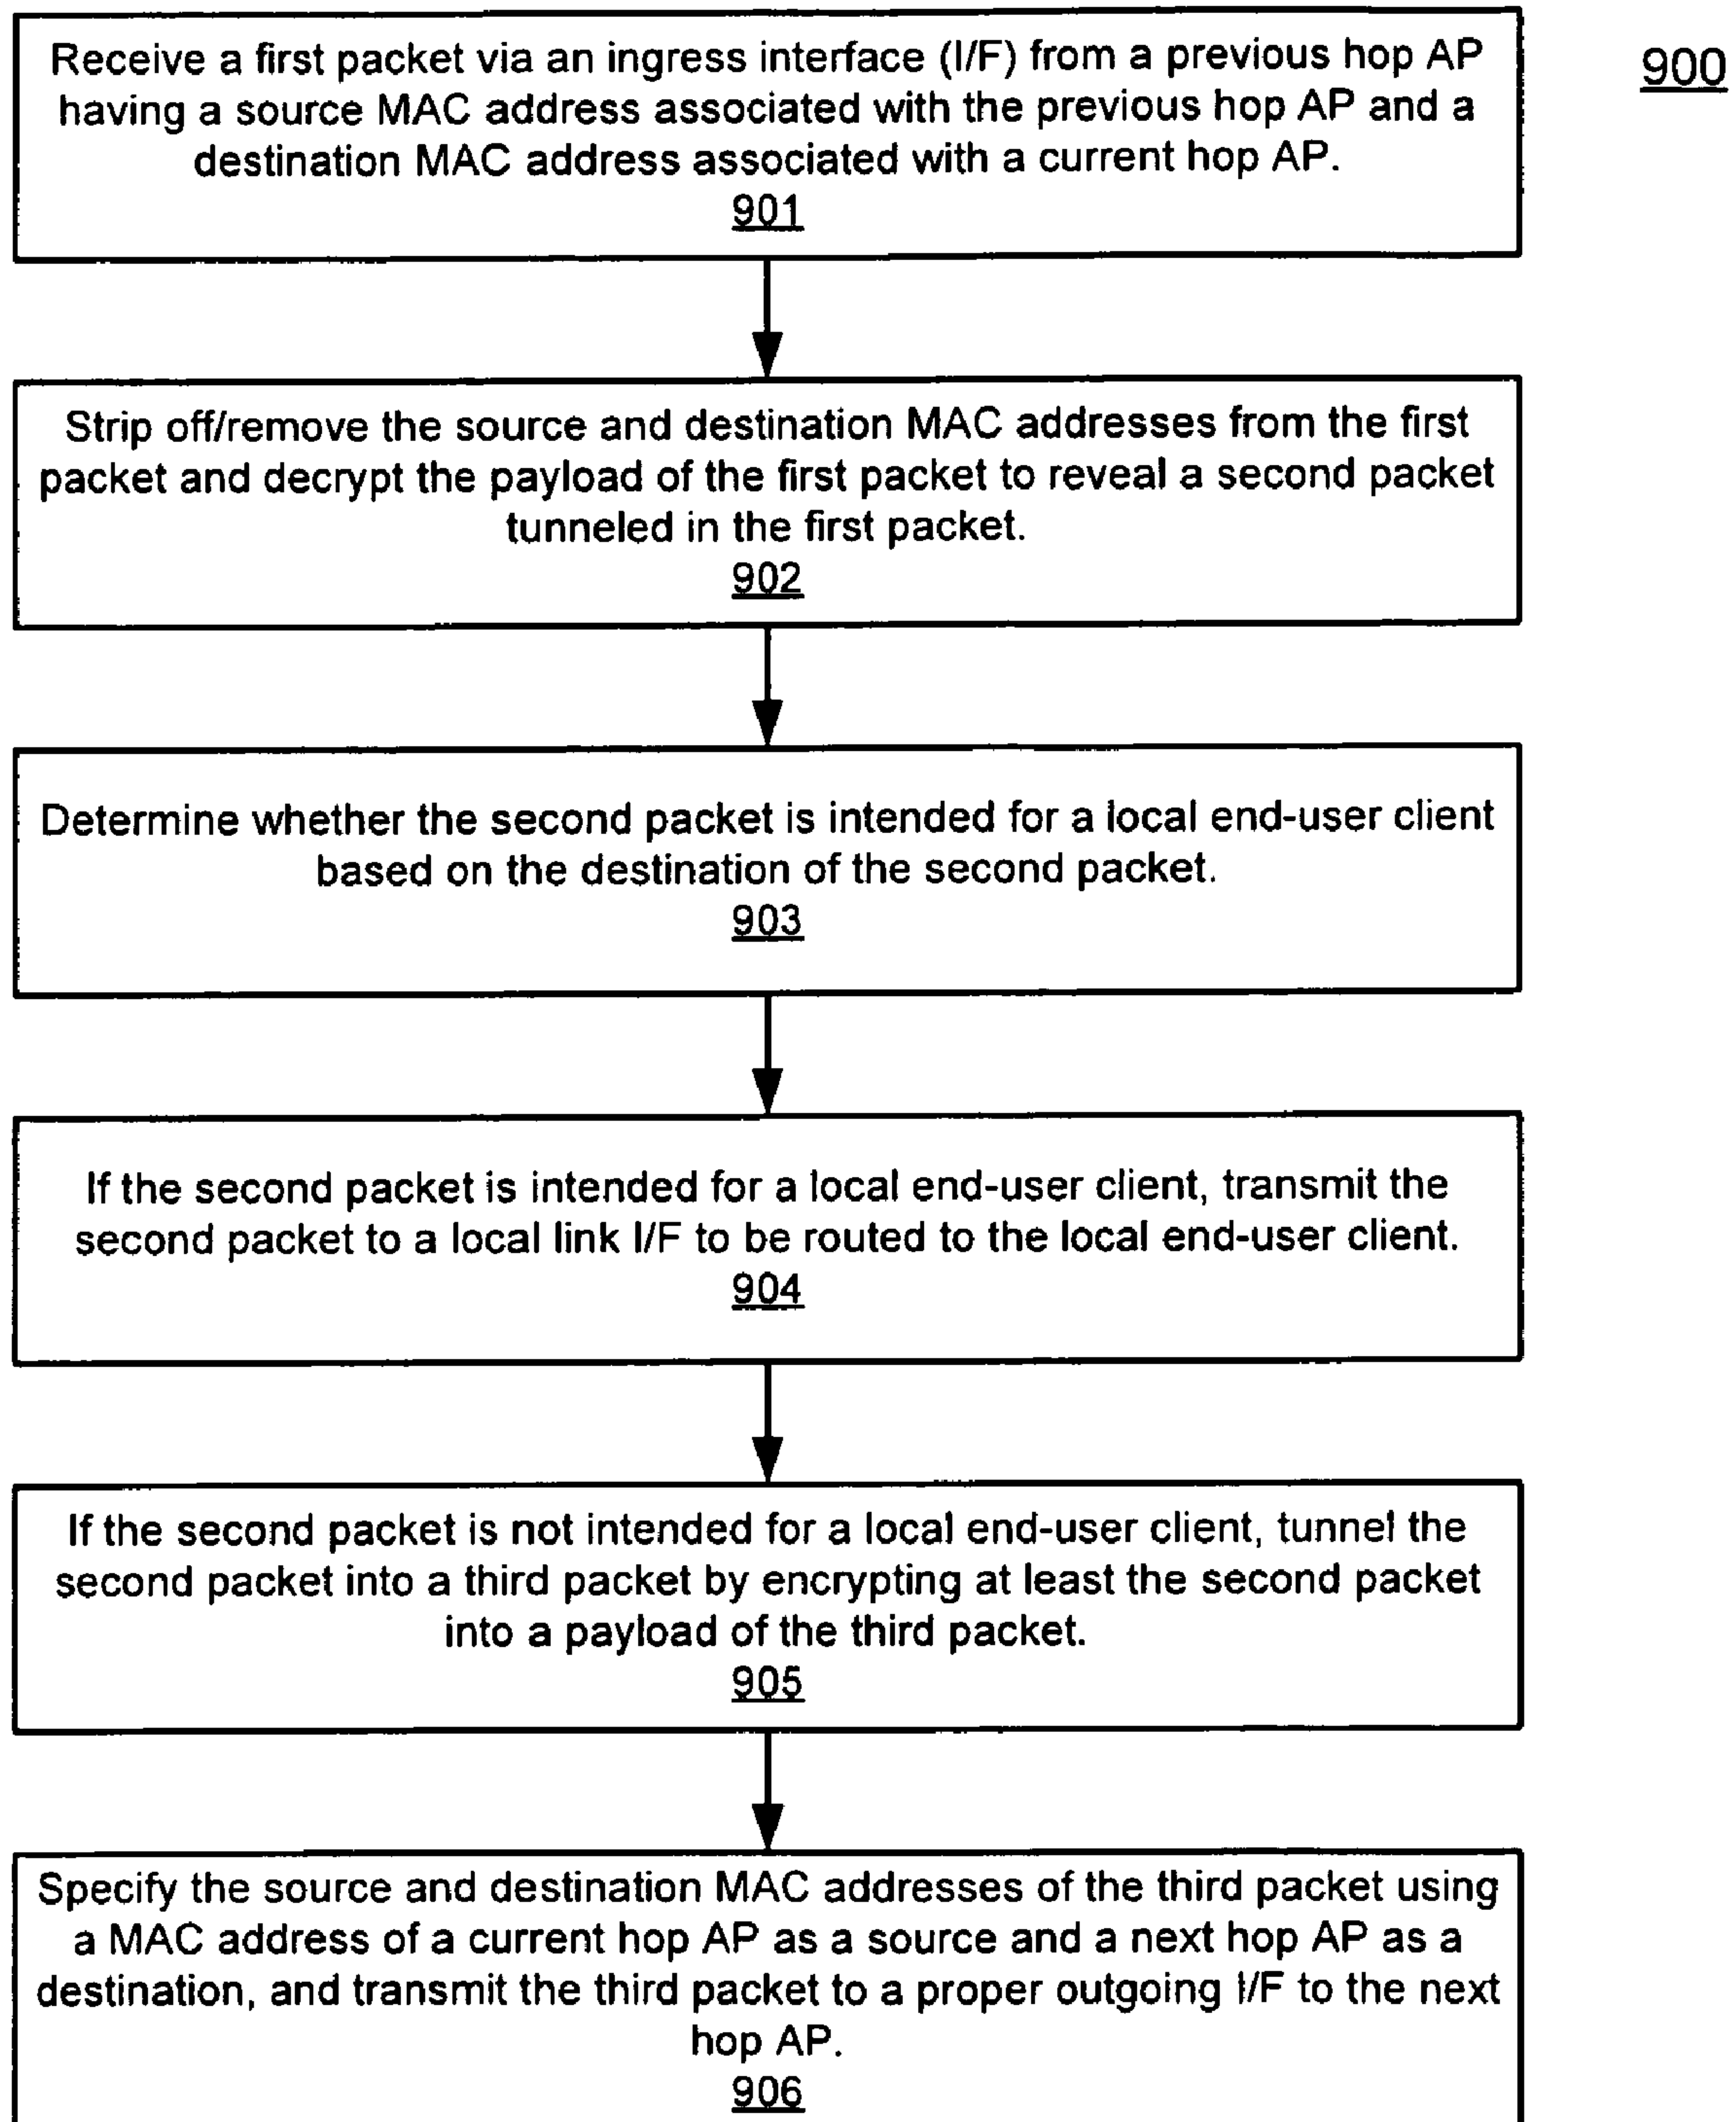 900
Receive a first packet via an ingress interface (I/F) from a previous hop AP
having a source MAC address associated with the previous hop AP and a
destination MAC address associated with a current hop AP.
901
Strip off/remove the source and destination MAC addresses from the first
packet and decrypt the payload of the first packet to reveal a second packet
tunneled in the first packet.
902
Determine whether the second packet is intended for a local end-user client
based on the destination of the second packet.
903
If the second packet is intended for a local end-user client, transmit the
second packet to a local link I/F to be routed to the local end-user client.
904
If the second packet is not intended for a local end-user client, tunnel the
second packet into a third packet by encrypting at least the second packet
into a payload of the third packet.
905
Specify the source and destination MAC addresses of the third packet using
a MAC address of a current hop AP as a source and a next hop AP as a
destination, and transmit the third packet to a proper outgoing I/F to the next
hop AP.
906